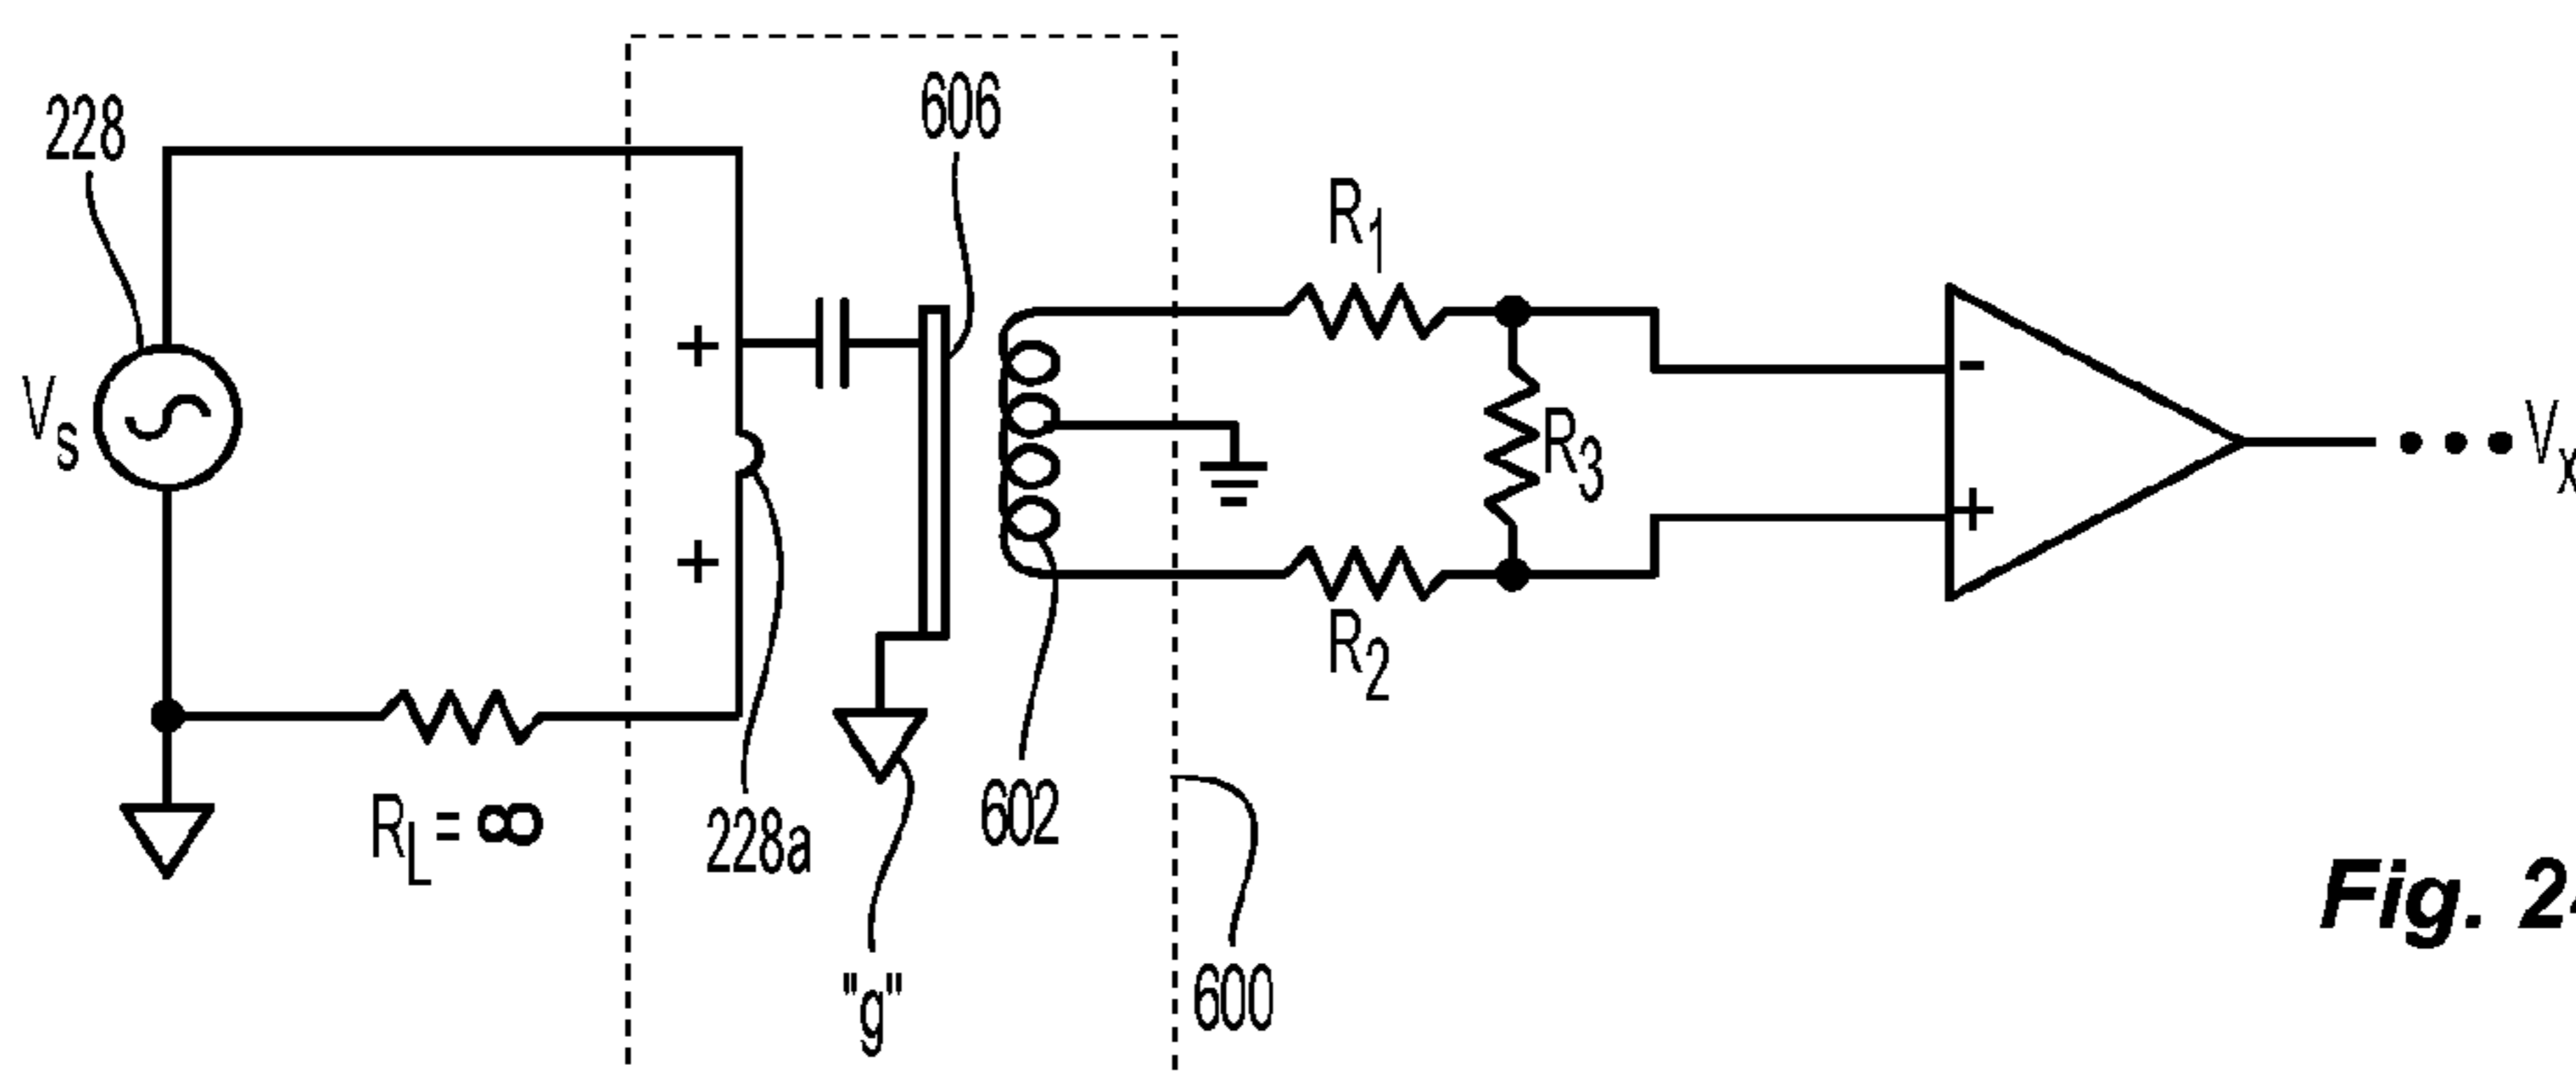 606
228
R1
+
-
Vs
R3
Vx
+
+
R2
RL = ∞
228a
602
"g"
600
Fig. 2